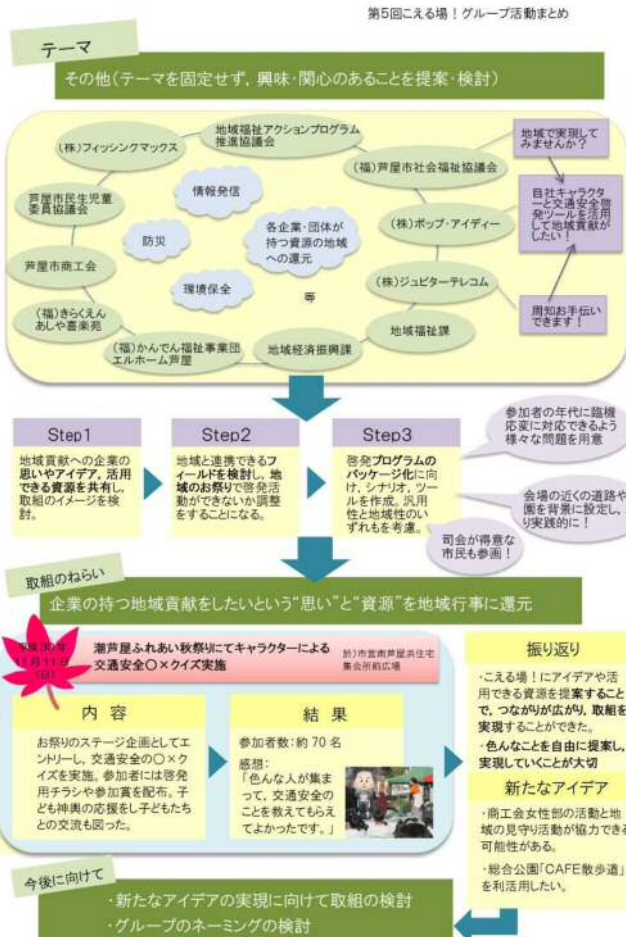 第5回こえる場！グループ活動まとめ
テーマ
その他（テーマを固定せず，興味・関心のあることを提案・検討）
地域福祉アクションプログラム
推進協議会
（株）フィッシングマックス
（福）芦屋市社会福祉協議会
地域で実現して
みませんか？
芦屋市民生児童
委員協議会
情報発信
各企業・団体が
持つ資源の地域
への還元
（株）ポップ・アイディー
自社キャラクタ
ーと交通安全啓
発ツールを活用
して地域貢献が
したい！
防災
芦屋市商工会
環境保全
等
（株）ジュピターテレコム
周知お手伝い
できます！
（福）きらくえん
あしや喜楽苑
（福）かんでん福祉事業団
エルホーム芦屋
地域経済振興課
地域福祉課
Step1
地域貢献への企業の
思いやアイデア，活用
できる資源を共有し，
取組のイメージを検
討。
Step2
地域と連携できるフ
ィールドを検討し，地
域のお祭りで啓発活
動ができないか調整
をすることになる。
Step3
啓発プログラムの
パッケージ化に向
け，シナリオ，ツー
ルを作成。汎用
性と地域性のい
ずれも考慮。
参加者の年代に臨機
応変に対応できるよう
様々な問題を用意
会場の近くの道路や
園を背景に設定し，
り実践的に！
司会が得意な
市民も参画！
取組のねらい
企業の持つ地域貢献をしたいという“思い”と“資源”を地域行事に還元
平成30年
11月11日
（日）
潮芦屋ふれあい秋祭りにてキャラクターによる
交通安全○×クイズ実施
於）市営南芦屋浜住宅
集会所前広場
内 容
お祭りのステージ企画としてエ
ントリーし，交通安全の○×ク
イズを実施。参加者には啓発
用チラシや参加賞を配布。子
ども神輿の応援をし子どもたち
との交流も図った。
結 果
参加者数：約 70 名
感想：
「色んな人が集ま
って，交通安全の
ことを教えてもらえ
てよかったです。」
振り返り
・こえる場！にアイデアや活
用できる資源を提案すること
で，つながりが広がり，取組を
実現することができた。
・色んなことを自由に提案し，
実現していくことが大切
新たなアイデア
・商工会女性部の活動と地
域の見守り活動が協力できる
可能性がある。
・総合公園「CAFE散歩道」
を利活用したい。
今後に向けて
・新たなアイデアの実現に向けて取組の検討
・グループのネーミングの検討